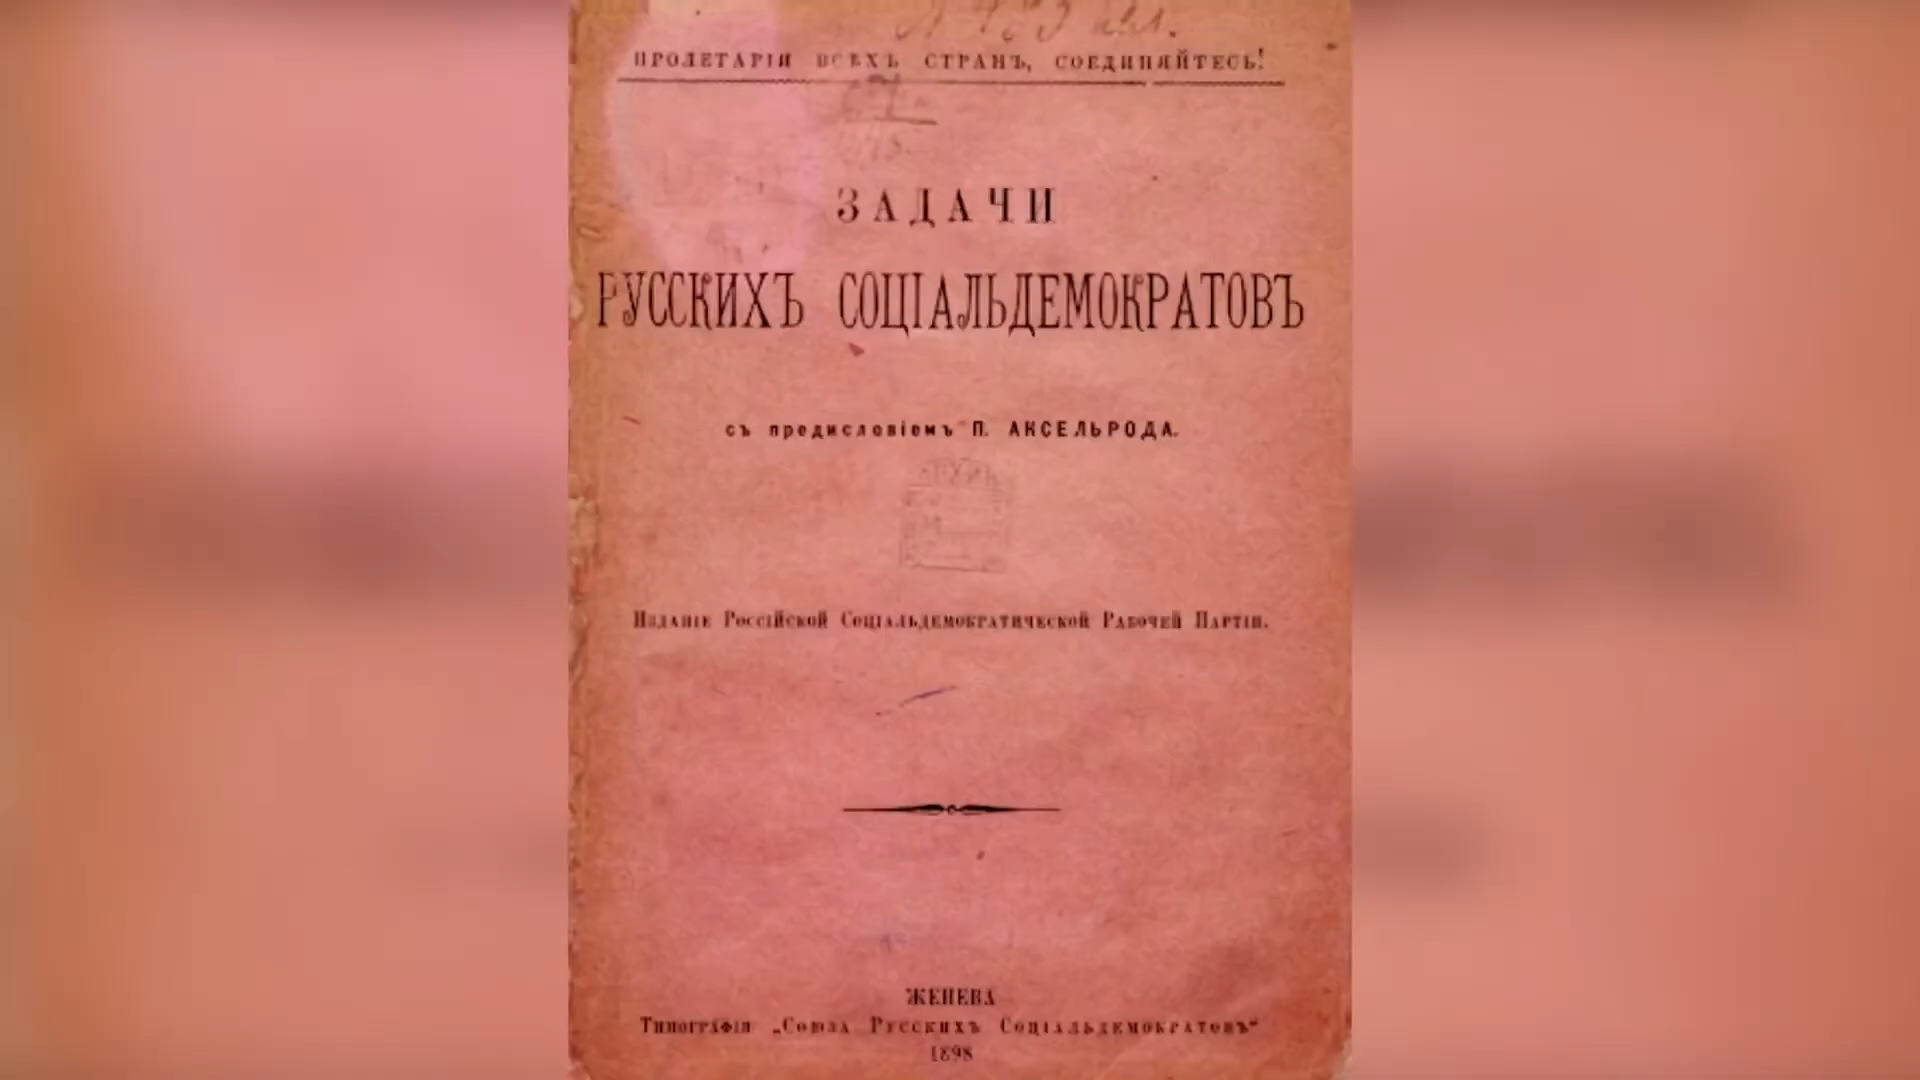 ПРОЛЕТАРІИ ВСѢХЪ СТРАНЪ, СОЕДИНЯЙТЕСЬ!
ЗАДАЧИ
РУССКИХЪ СОЦІАЛЬДЕМОКРАТОВЪ
съ предисловіемъ П. АКСЕЛЬРОДА.
Изданіе Россійской Соціальдемократической Рабочей Партіи.
ЖЕНЕВА
Типографія „Союза Русскихъ Соціальдемократовъ“
1898